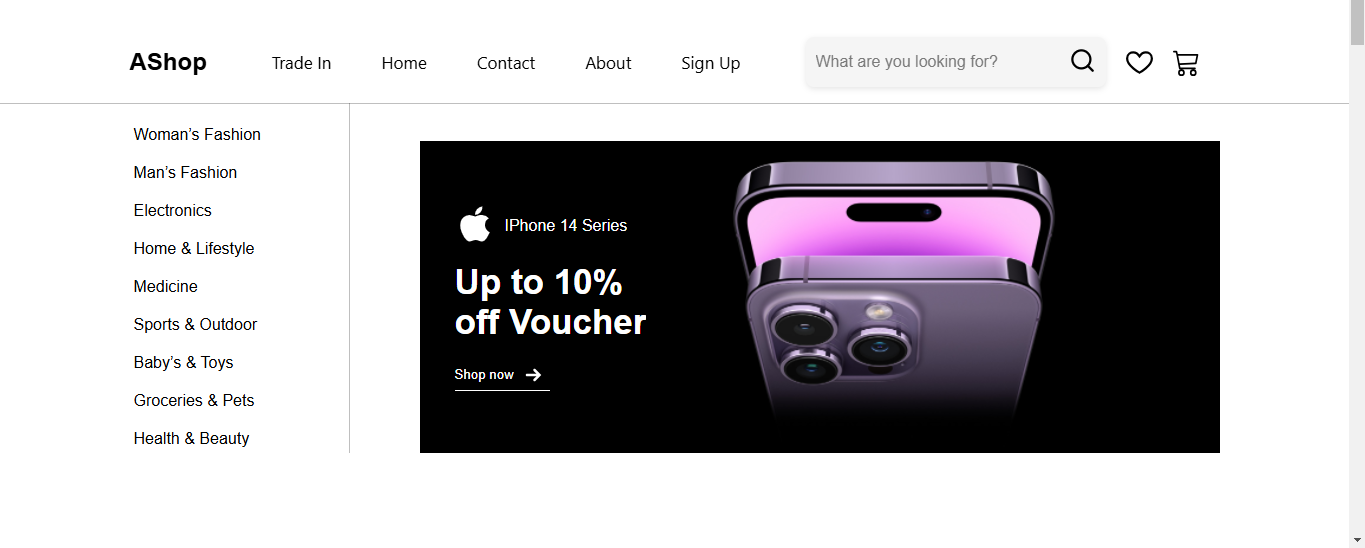 AShop
Trade In
Home
Contact
About
Sign Up
What are you looking for?
Woman’s Fashion
Man’s Fashion
Electronics
Home & Lifestyle
Medicine
Sports & Outdoor
Baby’s & Toys
Groceries & Pets
Health & Beauty
IPhone 14 Series
Up to 10%
off Voucher
Shop now